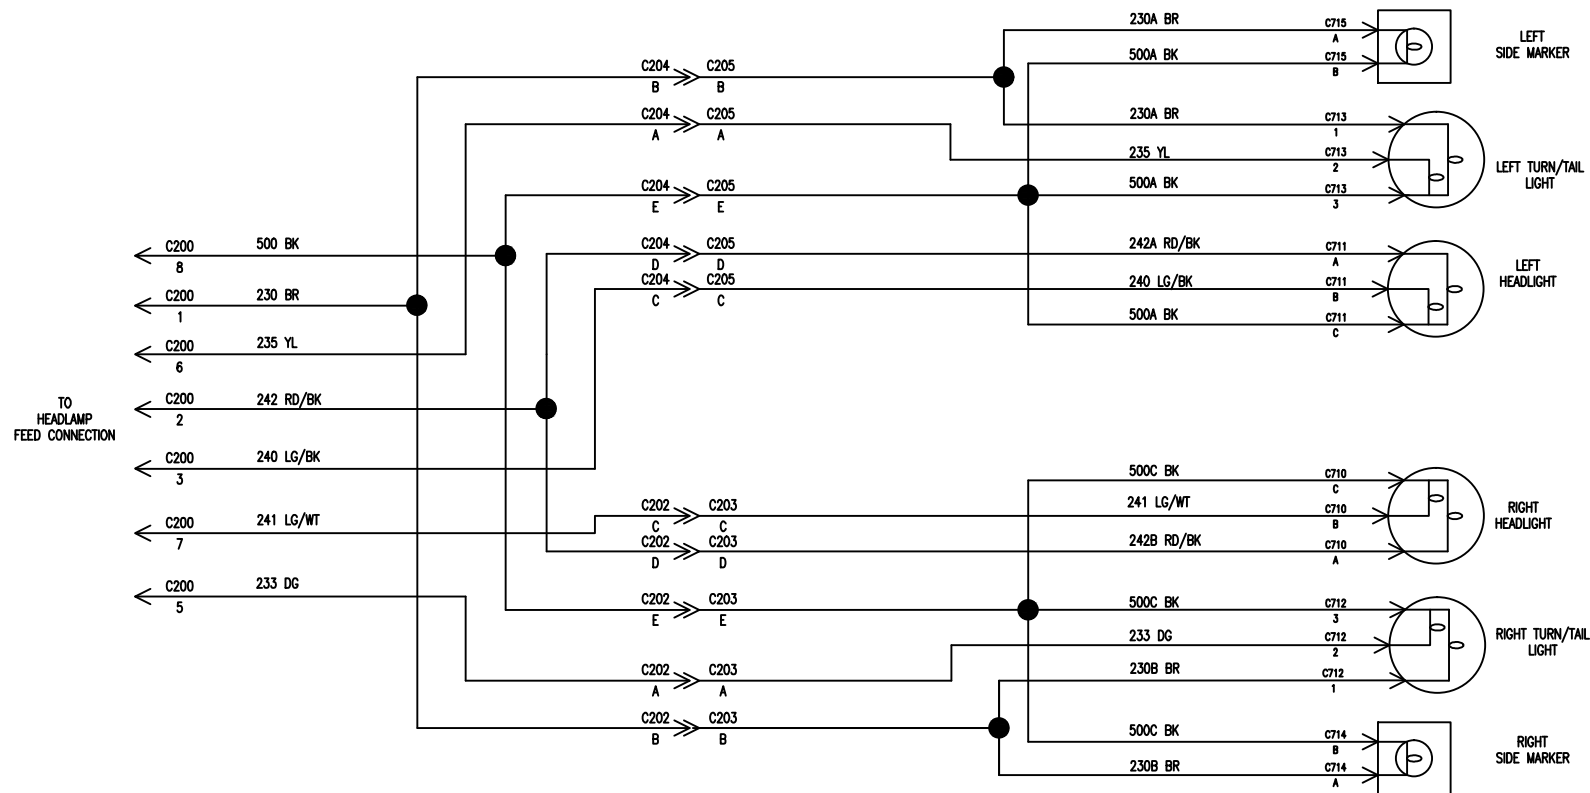 230A BR
C715
A
LEFT
SIDE MARKER
500A BK
C715
B
C204
C205
B
B
C204
C205
A
A
230A BR
C713
1
235 YL
C713
2
LEFT TURN/TAIL
LIGHT
C204
C205
E
E
500A BK
C713
3
C200
500 BK
8
C204
C205
D
D
242A RD/BK
C711
A
LEFT
HEADLIGHT
C204
C205
C
C
240 LG/BK
C711
B
C200
230 BR
1
500A BK
C711
C
C200
235 YL
6
TO
HEADLAMP
FEED CONNECTION
C200
242 RD/BK
2
C200
240 LG/BK
3
500C BK
C710
C
C200
241 LG/WT
7
C202
C203
C
C
241 LG/WT
C710
B
RIGHT
HEADLIGHT
C202
C203
D
D
242B RD/BK
C710
A
C200
233 DG
5
C202
C203
E
E
500C BK
C712
3
233 DG
C712
2
RIGHT TURN/TAIL
LIGHT
C202
C203
A
A
230B BR
C712
1
C202
C203
B
B
500C BK
C714
B
RIGHT
SIDE MARKER
230B BR
C714
A